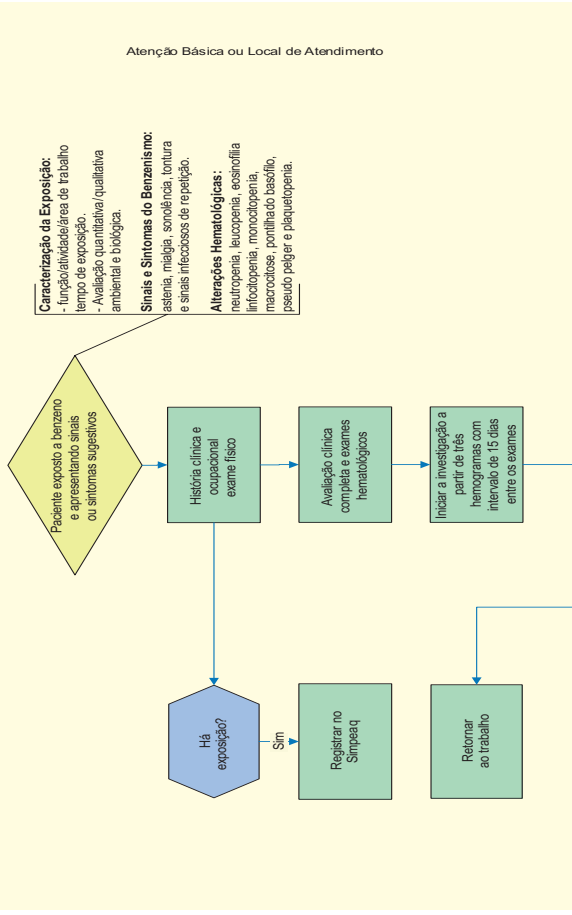 Atenção Básica ou Local de Atendimento
Caracterização da Exposição:
- função/atividade/área de trabalho
tempo de exposição.
- Avaliação quantitativa/qualitativa
ambiental e biológica.
Sinais e Sintomas do Benzenismo:
astenia, mialgia, sonolência, tontura
e sinais infecciosos de repetição.
Alterações Hematológicas:
neutropenia, leucopenia, eosinofilia
linfocitopenia, monocitopenia,
macrocitose, pontilhado basófilo,
pseudo pelger e plaquetopenia.
Paciente exposto a benzeno
e apresentando sinais
ou sintomas sugestivos
História clínica e
ocupacional
exame físico
Avaliação clínica
completa e exames
hematológicos
Iniciar a investigação a
partir de três
hemogramas com
intervalo de 15 dias
entre os exames
Há
exposição?
Sim
Registrar no
Simpeaq
Retornar
ao trabalho